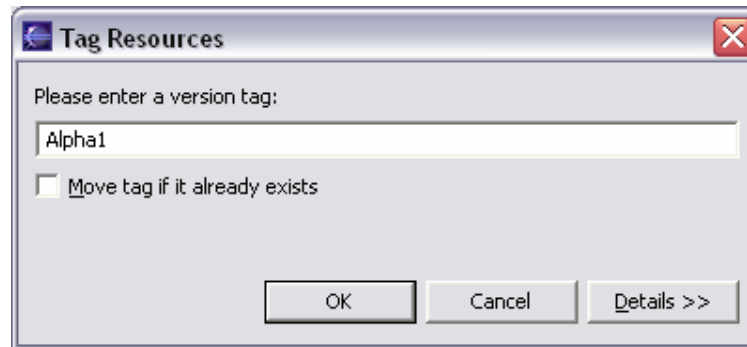 Tag Resources
Please enter a version tag:
Alpha1
Move tag if it already exists
OK Cancel Details >>